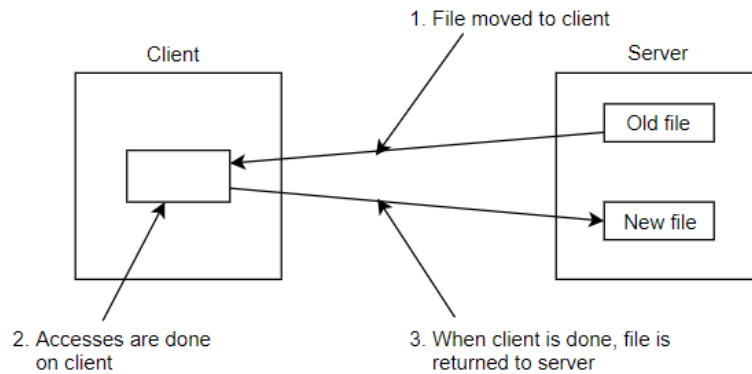 1. File moved to client
Client
Server
Old file
New file
2. Accesses are done
on client
3. When client is done, file is
returned to server